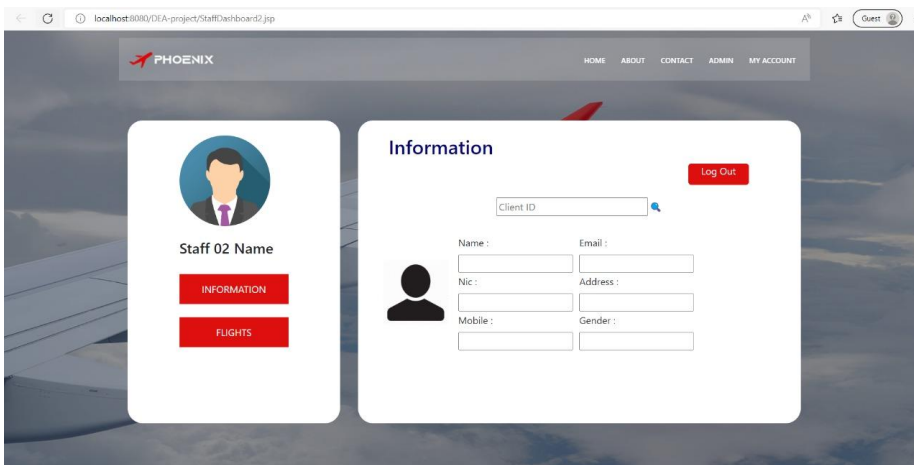 localhost:8080/DEA-project/StaffDashboard2.jsp
Guest
PHOENIX
HOME ABOUT CONTACT ADMIN MY ACCOUNT
Staff 02 Name
INFORMATION
FLIGHTS
Information
Log Out
Client ID
Name : Email :
Nic : Address :
Mobile : Gender :